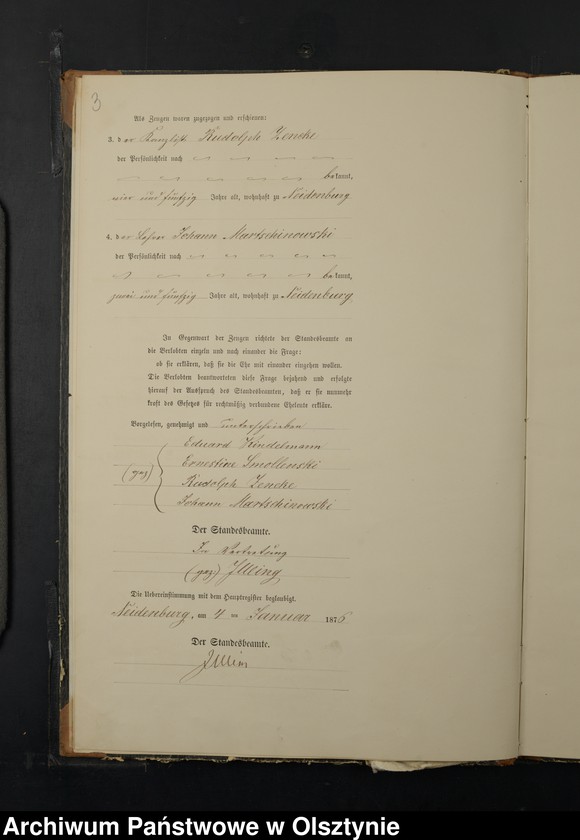 3
Als Zeugen waren zugezogen und erschienen:
3. der Kanzlist Rudolph Zencke
der Persönlichkeit nach
bekannt,
vier und fünfzig Jahre alt, wohnhaft zu Neidenburg
4. der Lehrer Johann Martschinowski
der Persönlichkeit nach
bekannt,
zwei und fünfzig Jahre alt, wohnhaft zu Neidenburg.
In Gegenwart der Zeugen richtete der Standesbeamte an
die Verlobten einzeln und nach einander die Frage:
ob sie erklären, daß sie die Ehe mit einander eingehen wollen.
Die Verlobten beantworteten diese Frage bejahend und erfolgte
hierauf der Ausspruch des Standesbeamten, daß er sie nunmehr
kraft des Gesetzes für rechtmäßig verbundene Eheleute erkläre.
Vorgelesen, genehmigt und unterschrieben
Eduard Kindelmann
(gez) Ernestine Smollenski
Rudolph Zencke
Johann Martschinowski
Der Standesbeamte.
In Vertretung
(gez) Illing
Die Uebereinstimmung mit dem Hauptregister beglaubigt.
Neidenburg, am 4 ten Januar 1876
Der Standesbeamte.
Illing
Archiwum Państwowe w Olsztynie